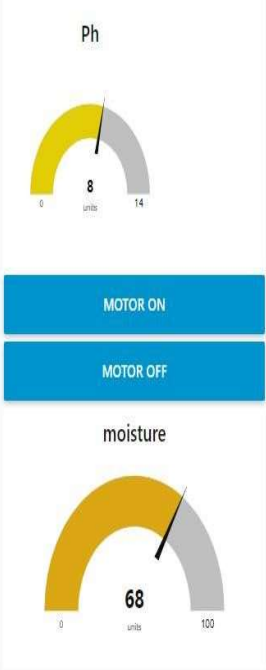 Ph
8
0 units 14
MOTOR ON
MOTOR OFF
moisture
68
0 units 100